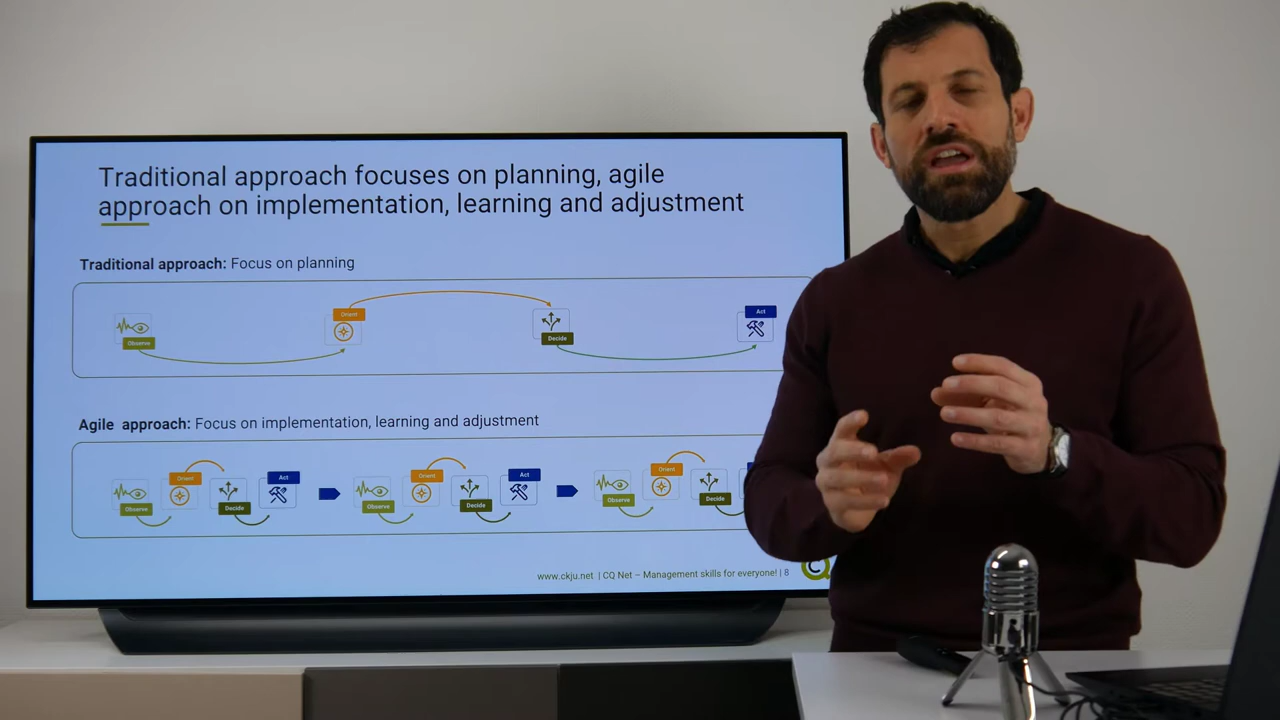 Traditional approach focuses on planning, agile
approach on implementation, learning and adjustment
Traditional approach: Focus on planning
Observe
Orient
Decide
Act
Agile approach: Focus on implementation, learning and adjustment
Observe
Orient
Decide
Act
Observe
Orient
Decide
Act
Observe
Orient
Decide
www.ckju.net | CQ Net – Management skills for everyone! | 8
CQ